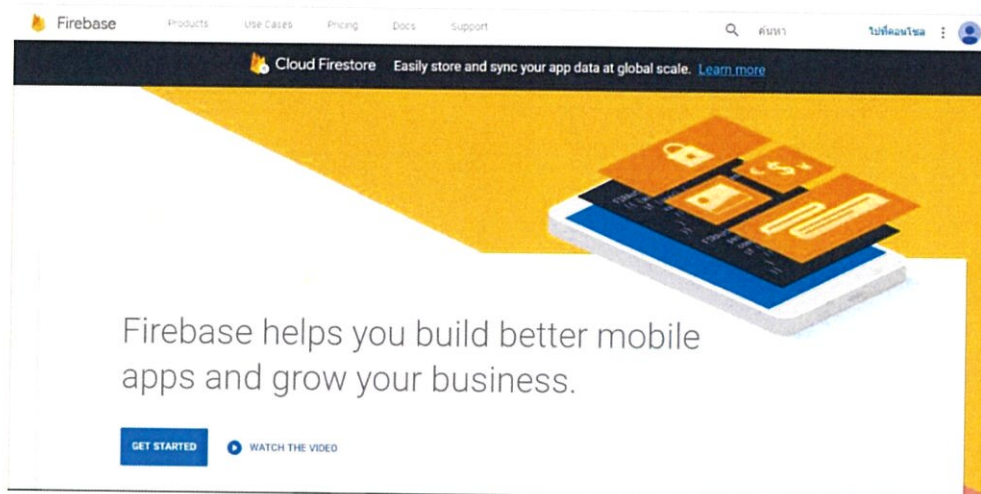 Firebase Products Use Cases Pricing Docs Support ค้นหา ไปที่คอนโซล
Cloud Firestore Easily store and sync your app data at global scale. Learn more
Firebase helps you build better mobile
apps and grow your business.
GET STARTED WATCH THE VIDEO